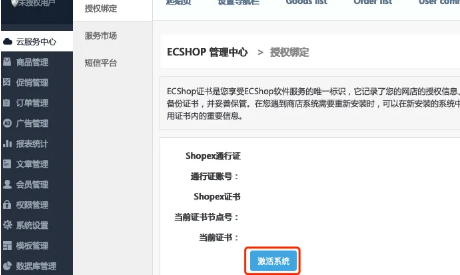 未授权用户
云服务中心
商品管理
促销管理
订单管理
广告管理
报表统计
文章管理
会员管理
权限管理
系统设置
模板管理
数据库管理
授权绑定
服务市场
短信平台
起始页 设置导航栏 Goods list Order list User com
ECSHOP 管理中心 > 授权绑定
ECShop证书是您享受ECShop软件服务的唯一标识，它记录了您的网店的授权信息、
备份证书，并妥善保管。在您遇到商店系统需要重新安装时，可以在新安装的系统中
用证书内的重要信息。
Shopex通行证
通行证账号：
Shopex证书
当前证书节点号：
当前证书：
激活系统